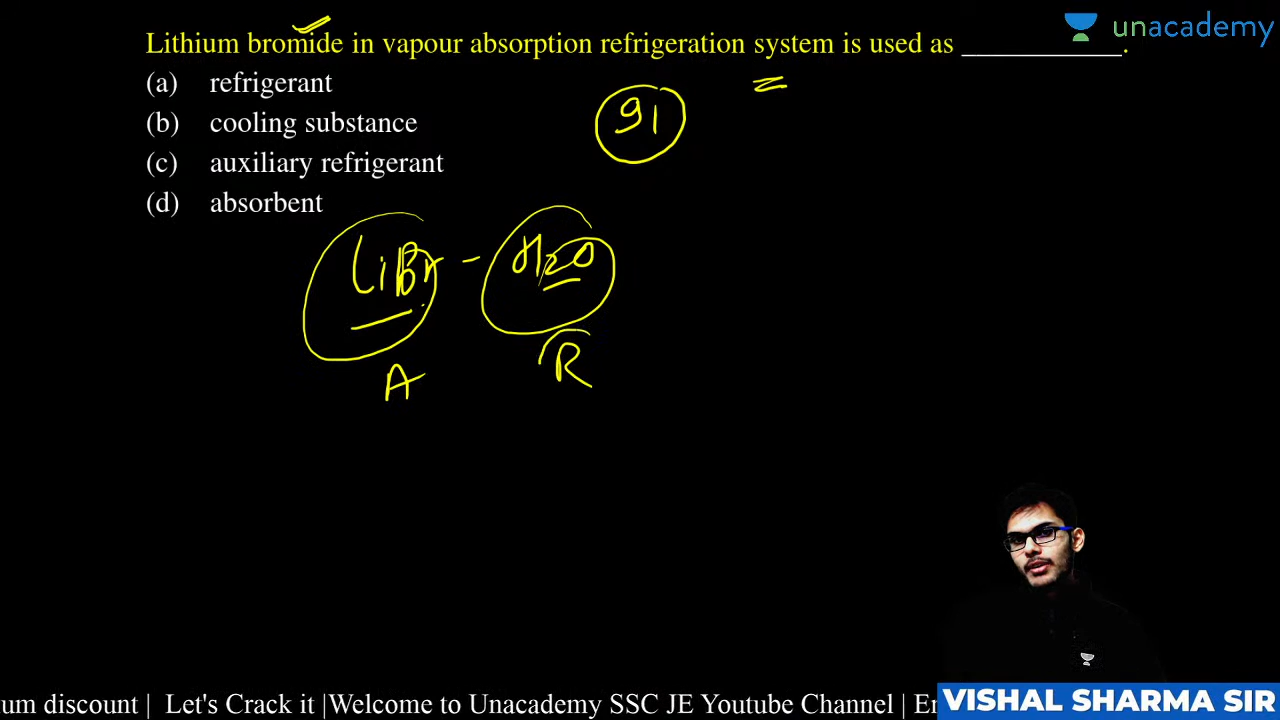 unacademy
Lithium bromide in vapour absorption refrigeration system is used as ___________.
(a) refrigerant
(b) cooling substance
(c) auxiliary refrigerant
(d) absorbent
91
LiBr - H2O
A R
um discount | Let's Crack it |Welcome to Unacademy SSC JE Youtube Channel | En
VISHAL SHARMA SIR